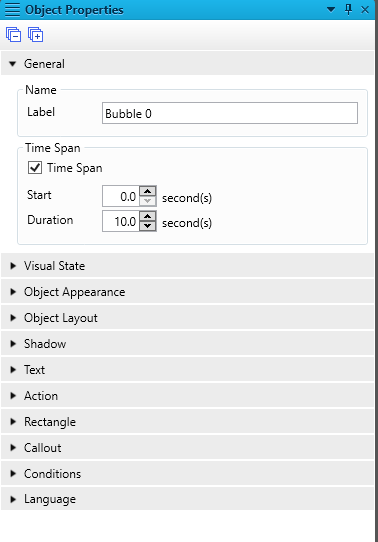 Object Properties
General
Name
Label Bubble 0
Time Span
Time Span
Start 0.0 second(s)
Duration 10.0 second(s)
Visual State
Object Appearance
Object Layout
Shadow
Text
Action
Rectangle
Callout
Conditions
Language